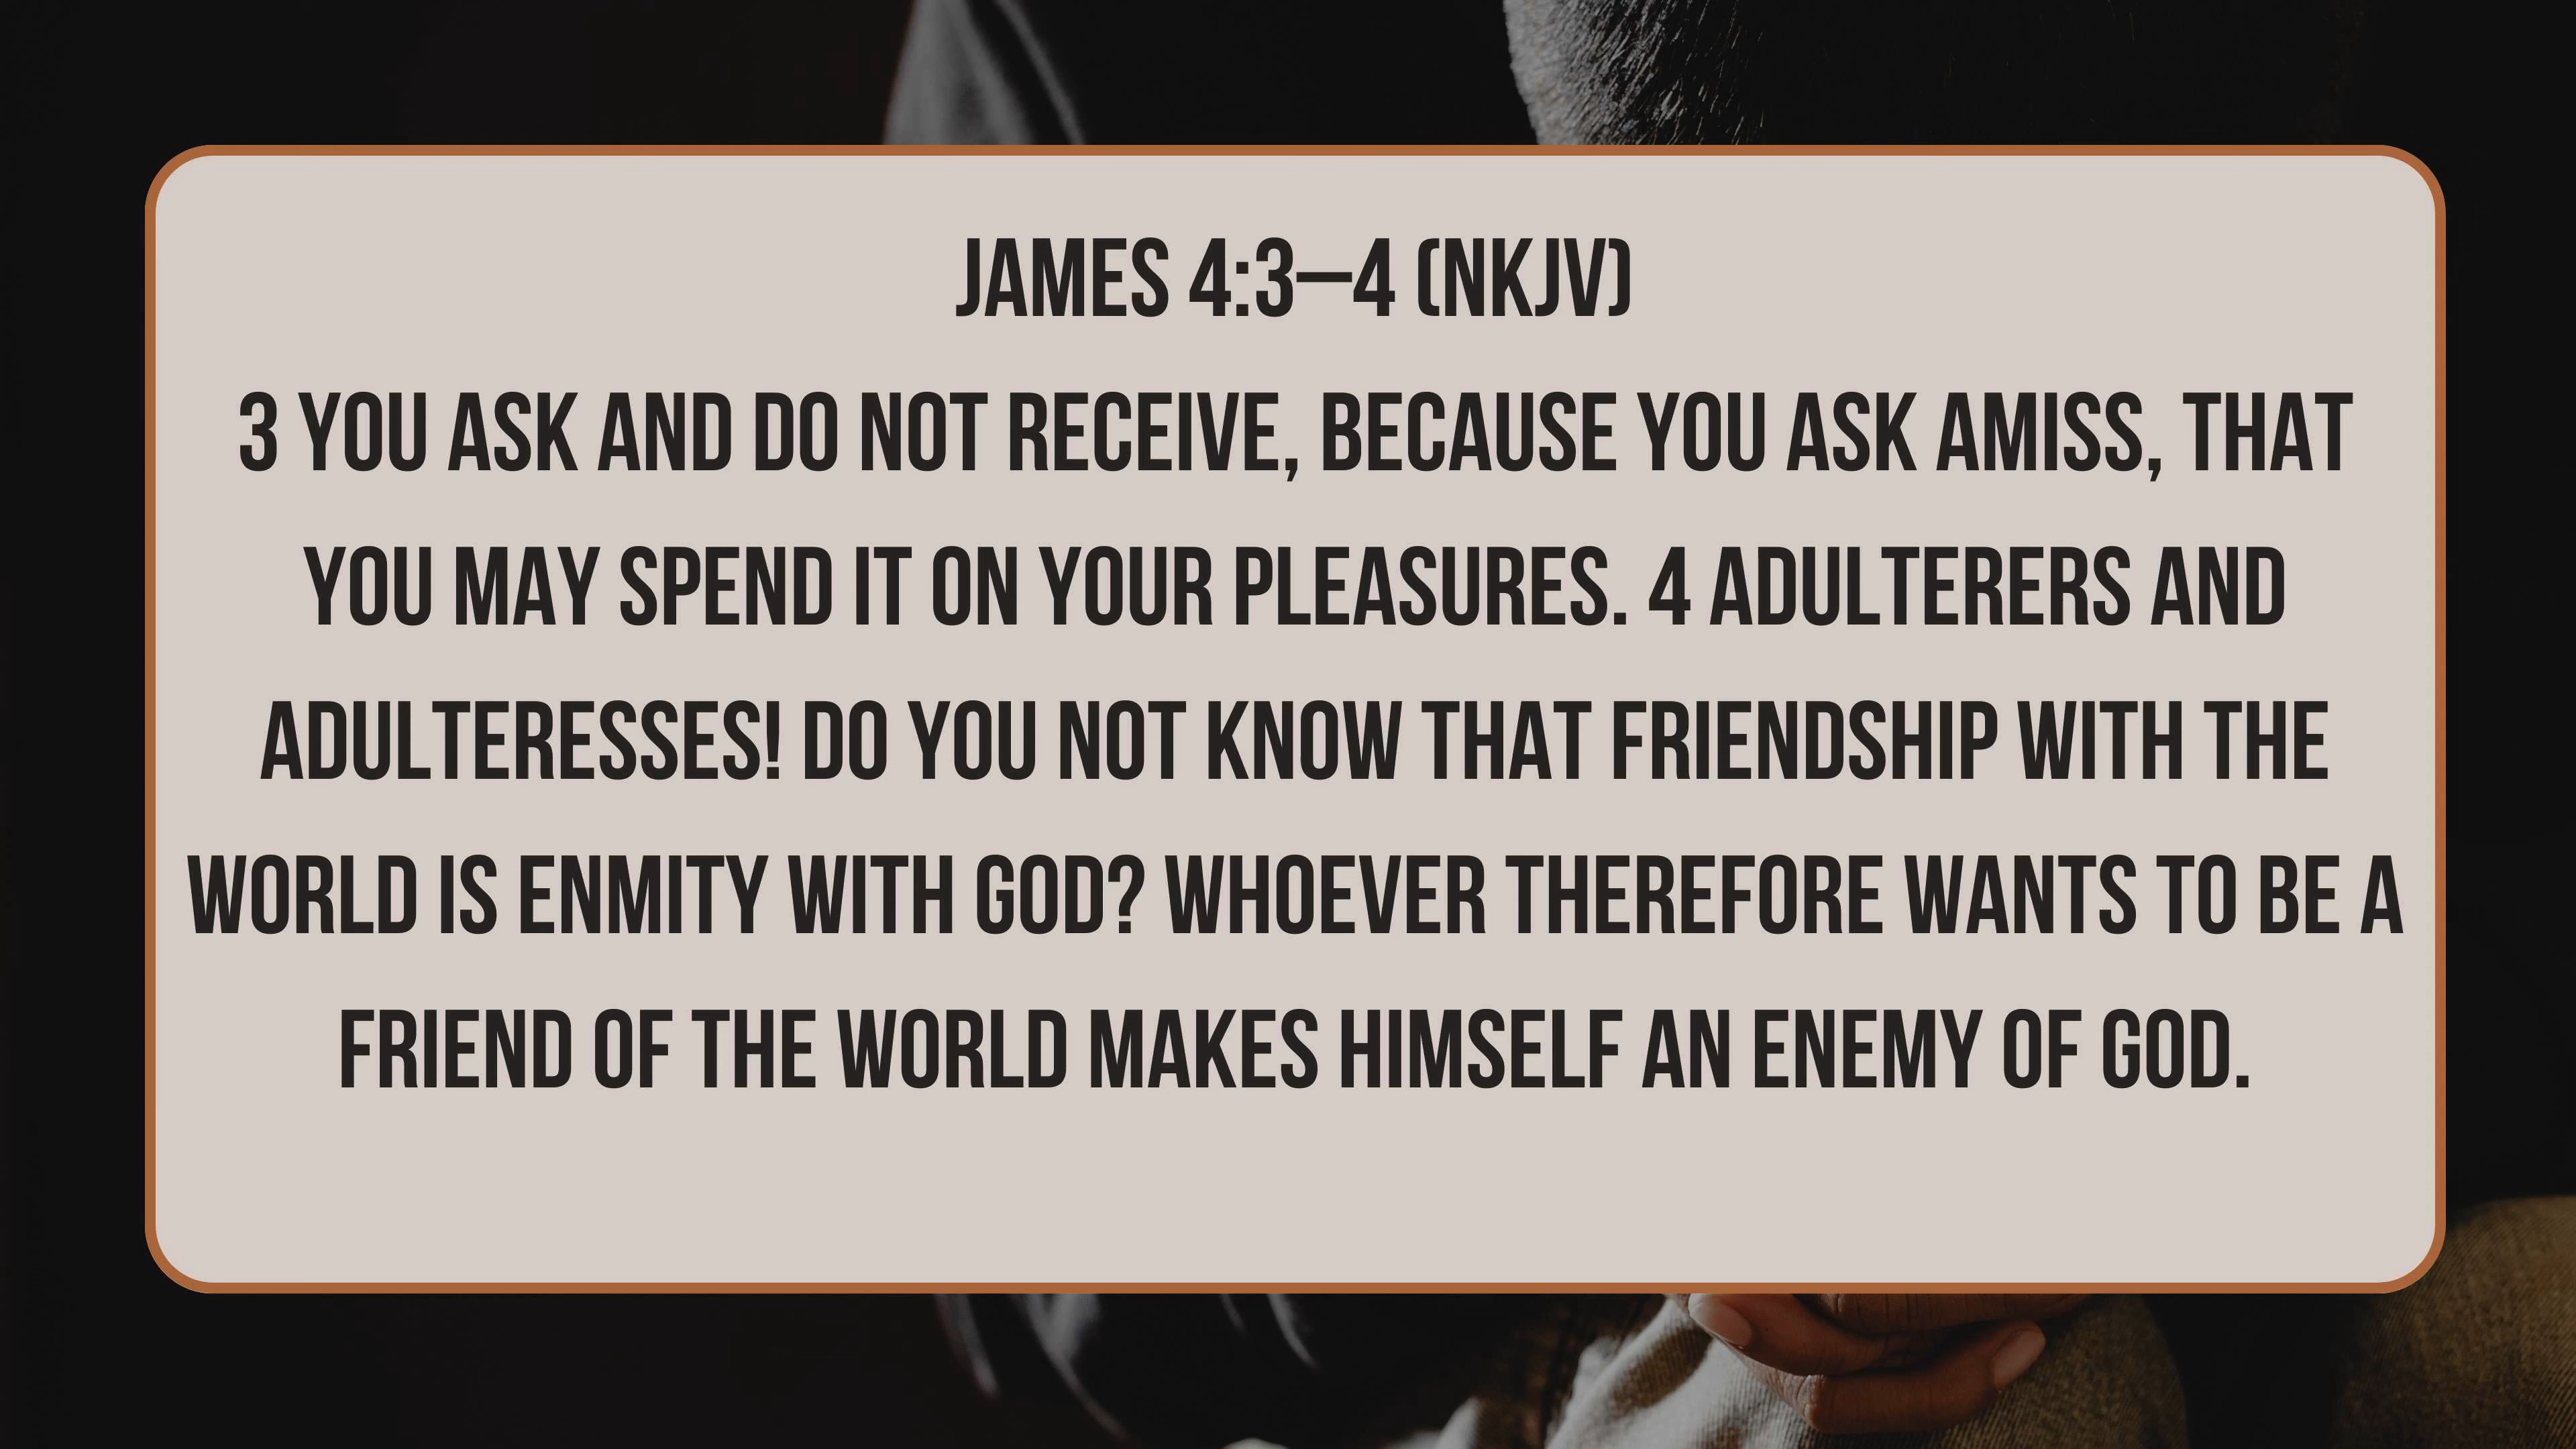 JAMES 4:3–4 (NKJV)
3 YOU ASK AND DO NOT RECEIVE, BECAUSE YOU ASK AMISS, THAT
YOU MAY SPEND IT ON YOUR PLEASURES. 4 ADULTERERS AND
ADULTERESSES! DO YOU NOT KNOW THAT FRIENDSHIP WITH THE
WORLD IS ENMITY WITH GOD? WHOEVER THEREFORE WANTS TO BE A
FRIEND OF THE WORLD MAKES HIMSELF AN ENEMY OF GOD.